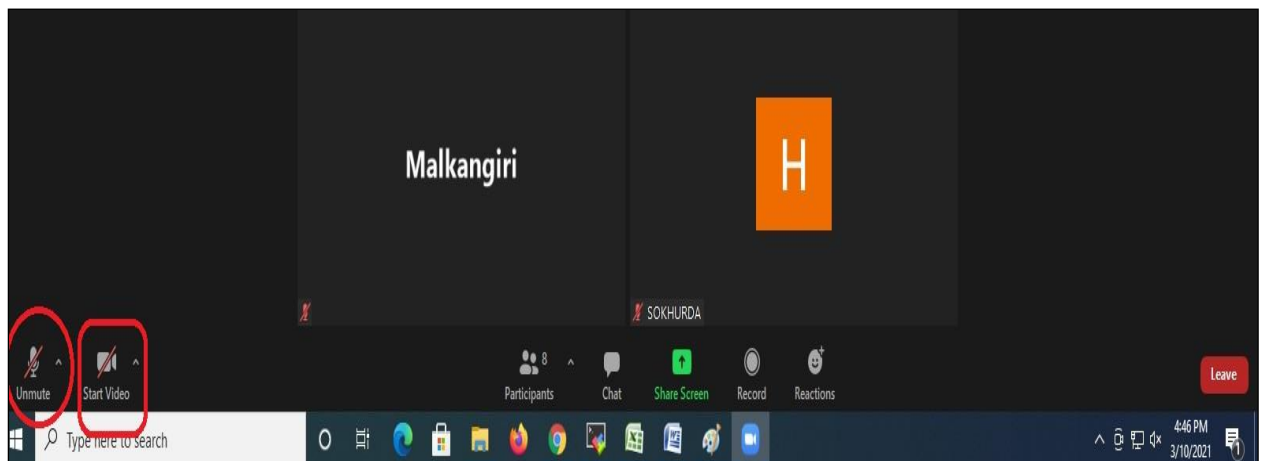 Malkangiri
H
SOKHURDA
Unmute
Start Video
8
Participants
Chat
Share Screen
Record
Reactions
Leave
Type here to search
4:46 PM
3/10/2021
1